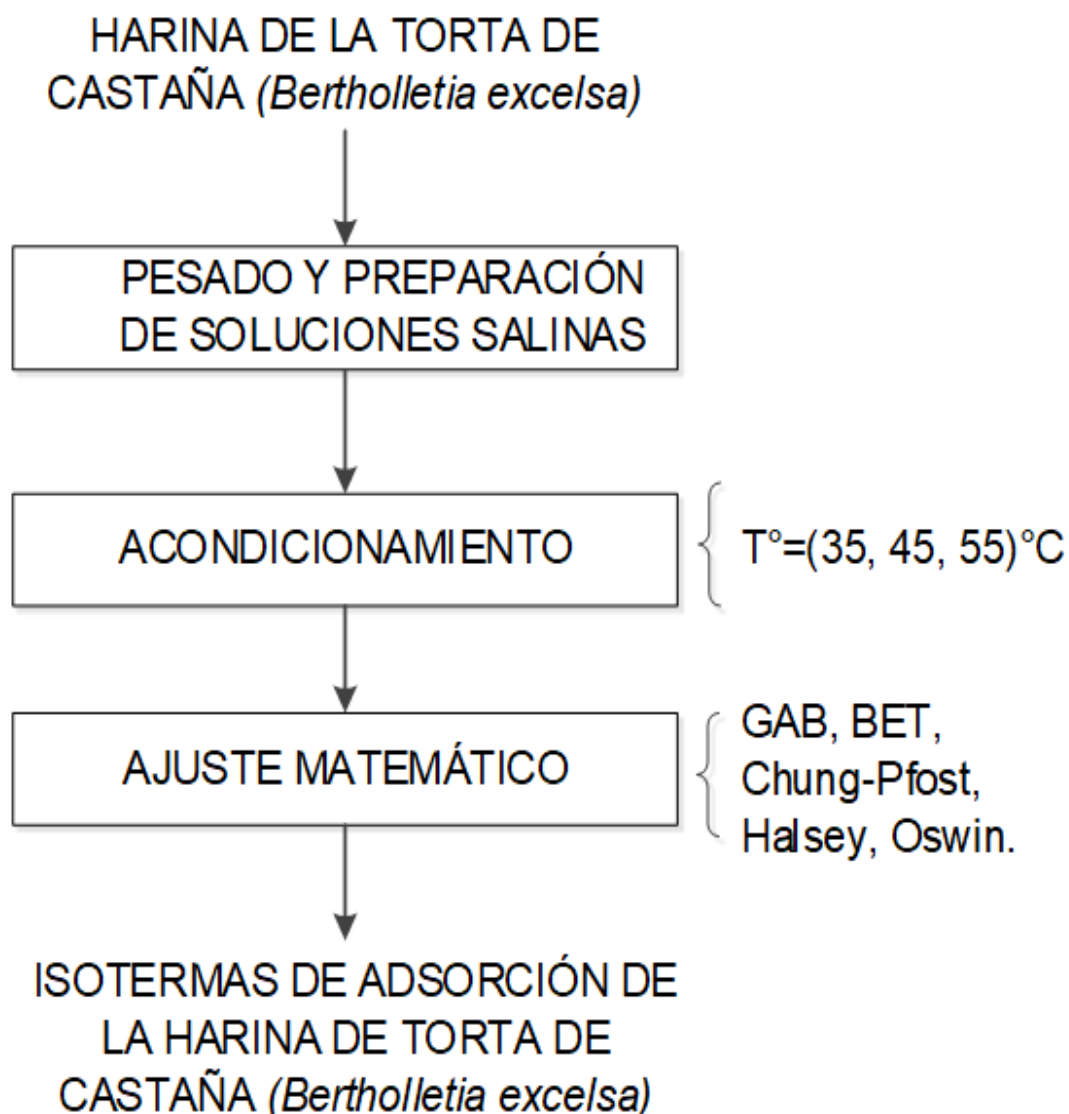 HARINA DE LA TORTA DE
CASTAÑA (Bertholletia excelsa)
PESADO Y PREPARACIÓN
DE SOLUCIONES SALINAS
ACONDICIONAMIENTO
T°=(35, 45, 55)°C
AJUSTE MATEMÁTICO
GAB, BET,
Chung-Pfost,
Halsey, Oswin.
ISOTERMAS DE ADSORCIÓN DE
LA HARINA DE TORTA DE
CASTAÑA (Bertholletia excelsa)